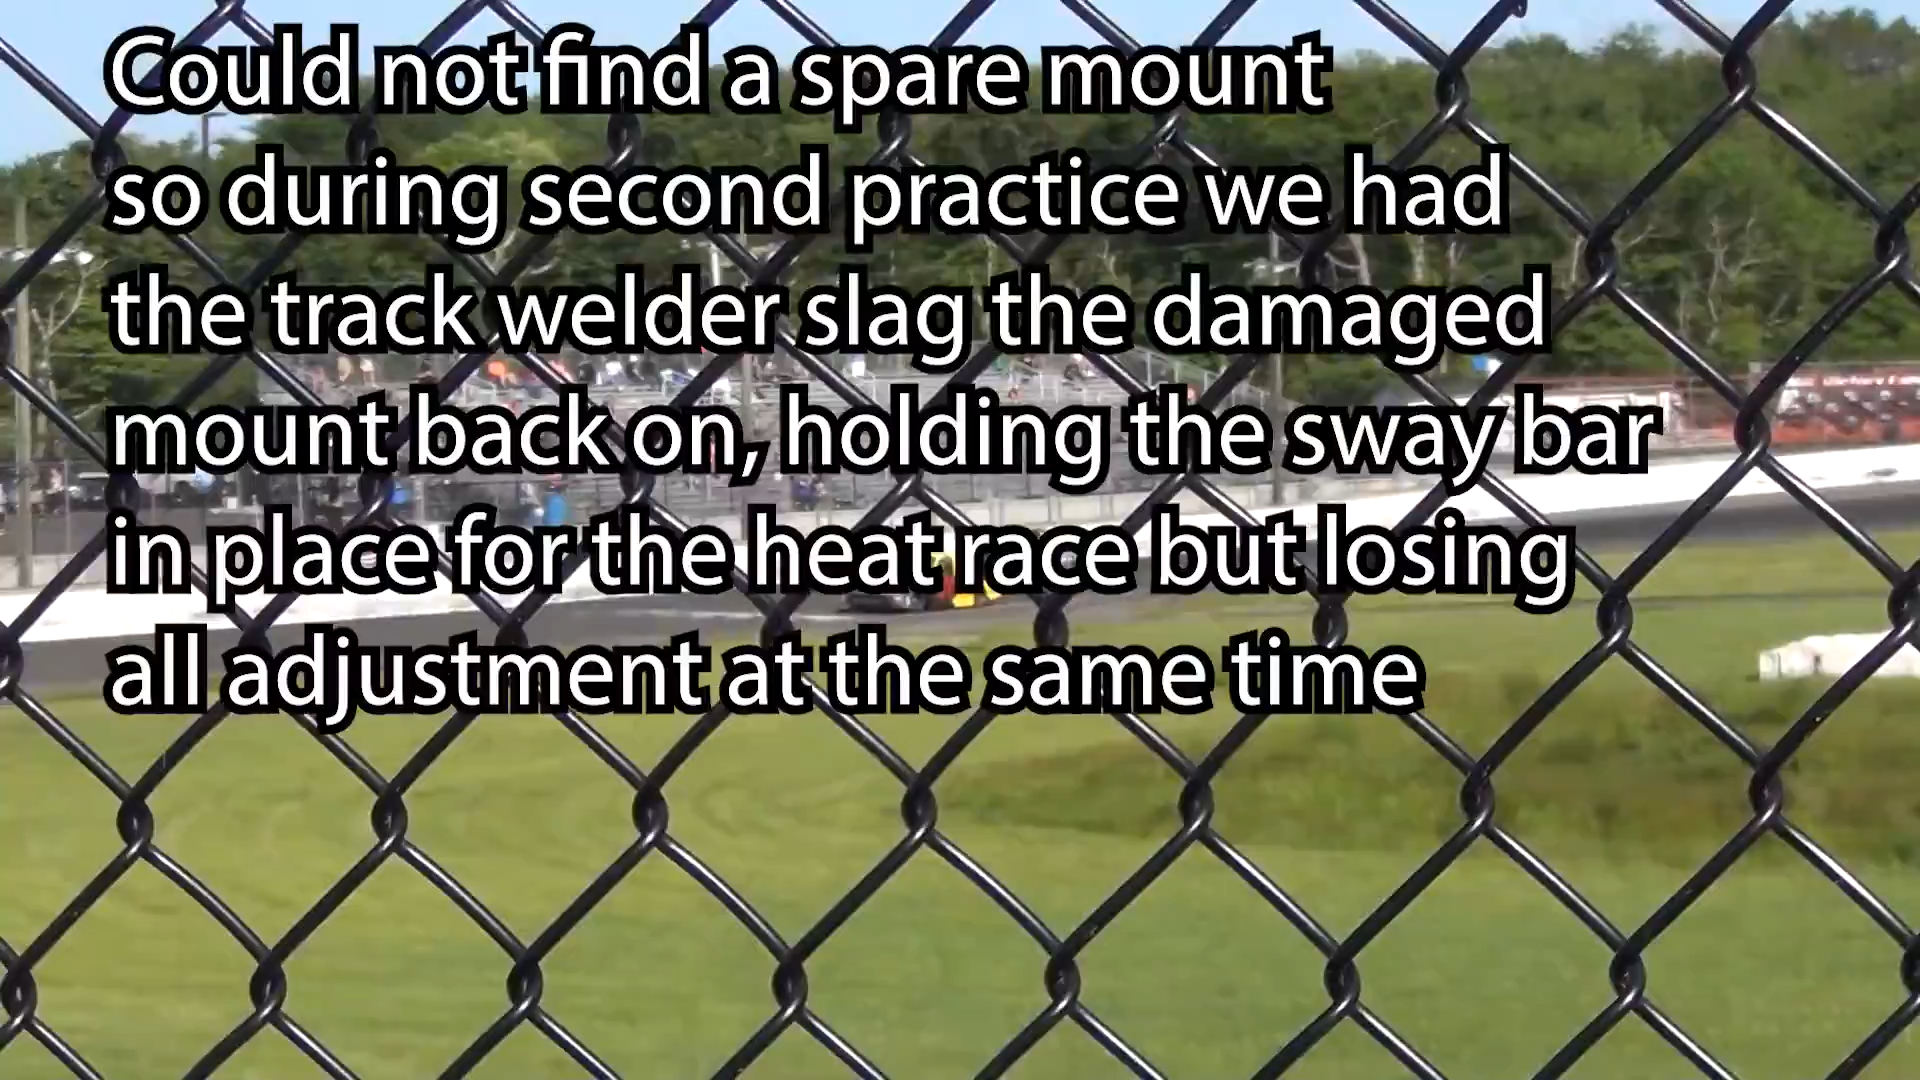 Could not find a spare mount
so during second practice we had
the track welder slag the damaged
mount back on, holding the sway bar
in place for the heat race but losing
all adjustment at the same time